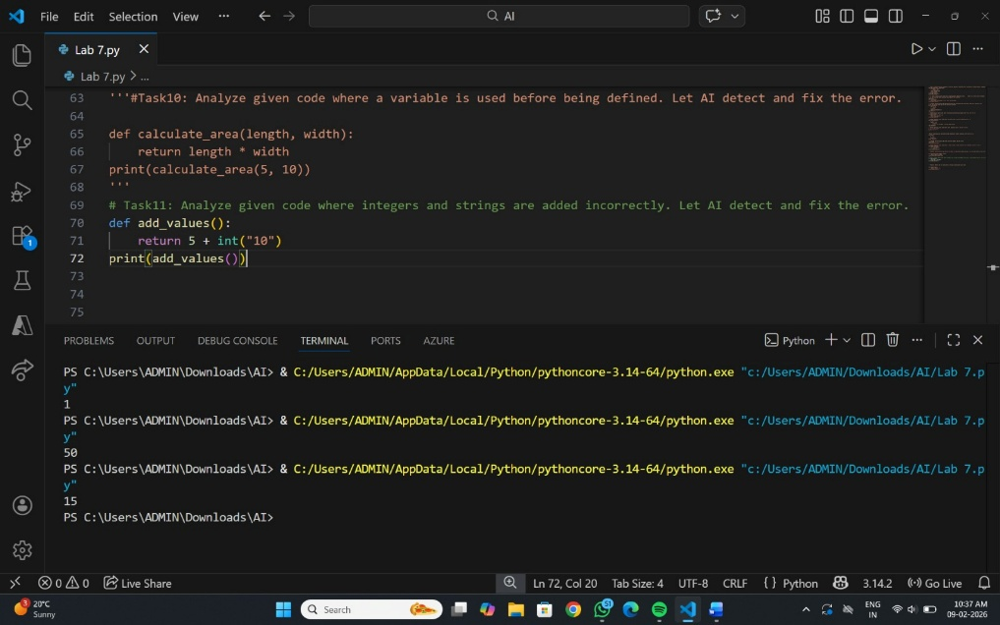 File Edit Selection View ··· AI
Lab 7.py
Lab 7.py > ...
63 '''#Task10: Analyze given code where a variable is used before being defined. Let AI detect and fix the error.
64
65 def calculate_area(length, width):
66     return length * width
67 print(calculate_area(5, 10))
68 '''
69 # Task11: Analyze given code where integers and strings are added incorrectly. Let AI detect and fix the error.
70 def add_values():
71     return 5 + int("10")
72 print(add_values())
73
74
75
1
PROBLEMS OUTPUT DEBUG CONSOLE TERMINAL PORTS AZURE Python
PS C:\Users\ADMIN\Downloads\AI> & C:/Users/ADMIN/AppData/Local/Python/pythoncore-3.14-64/python.exe "c:/Users/ADMIN/Downloads/AI/Lab 7.p
y"
1
PS C:\Users\ADMIN\Downloads\AI> & C:/Users/ADMIN/AppData/Local/Python/pythoncore-3.14-64/python.exe "c:/Users/ADMIN/Downloads/AI/Lab 7.p
y"
50
PS C:\Users\ADMIN\Downloads\AI> & C:/Users/ADMIN/AppData/Local/Python/pythoncore-3.14-64/python.exe "c:/Users/ADMIN/Downloads/AI/Lab 7.p
y"
15
PS C:\Users\ADMIN\Downloads\AI>
0 0 Live Share Ln 72, Col 20 Tab Size: 4 UTF-8 CRLF { } Python 3.14.2 Go Live
3 20°C
Sunny
Search
51
ENG
IN
10:37 AM
09-02-2026